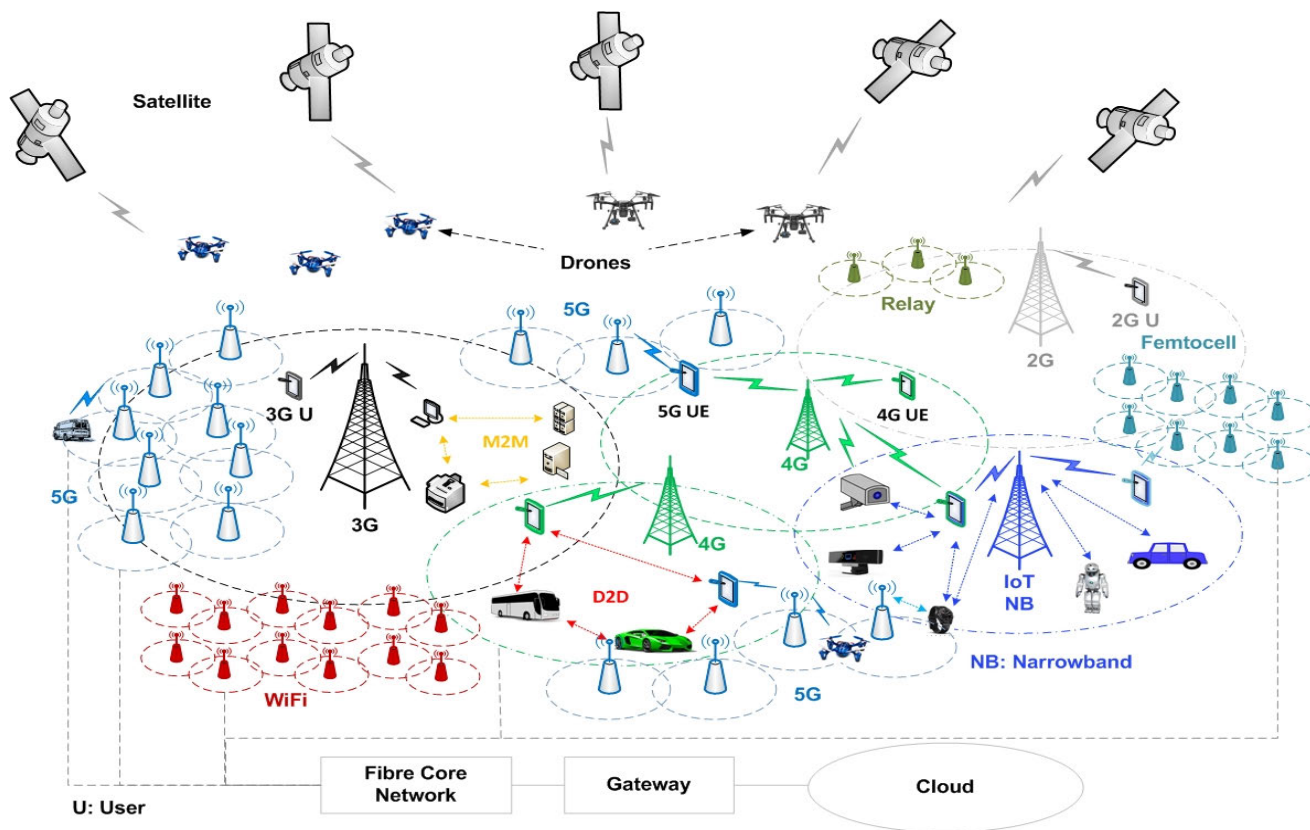 Satellite
Drones
5G
Relay
2G U
2G
Femtocell
3G U
5G UE
4G UE
M2M
4G
5G
3G
4G
IoT
NB
D2D
NB: Narrowband
WiFi
5G
Fibre Core
Network
Gateway
Cloud
U: User